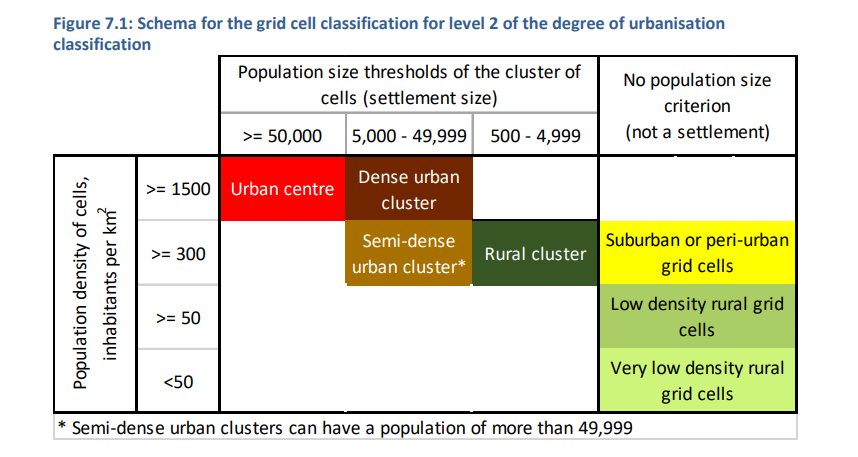 Figure 7.1: Schema for the grid cell classification for level 2 of the degree of urbanisation
classification
Population size thresholds of the cluster of
cells (settlement size)
No population size
criterion
(not a settlement)
>= 50,000
5,000 - 49,999
500 - 4,999
Population density of cells,
inhabitants per km²
>= 1500
Urban centre
Dense urban
cluster
>= 300
Semi-dense
urban cluster*
Rural cluster
Suburban or peri-urban
grid cells
>= 50
Low density rural grid
cells
<50
Very low density rural
grid cells
* Semi-dense urban clusters can have a population of more than 49,999